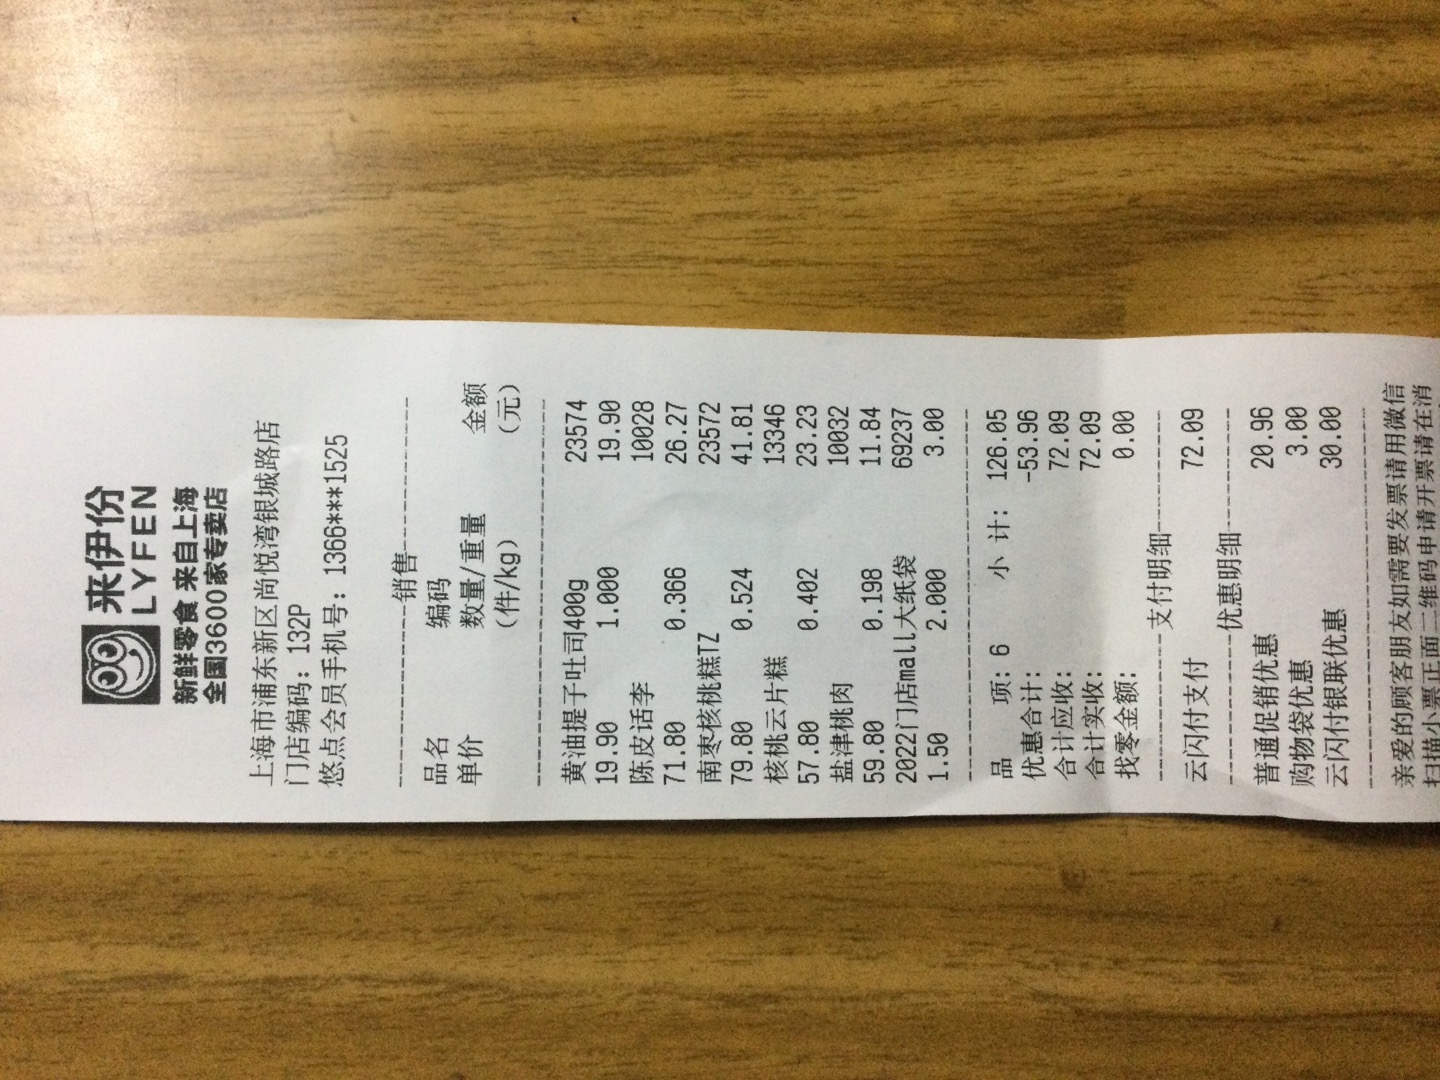 来伊份
LYFEN
新鲜零食 来自上海
全国3600家专卖店
上海市浦东新区尚悦湾银城路店
门店编码: 132P
悠点会员手机号: 1366***1525
销售
品名 编码
单价 数量/重量 金额
(件/kg) (元)
黄油提子吐司400g 23574
19.90 1.000 19.90
陈皮话李 10028
71.80 0.366 26.27
南枣核桃糕TZ 23572
79.80 0.524 41.81
核桃云片糕 13346
57.80 0.402 23.23
盐津桃肉 10032
59.80 0.198 11.84
2022门店mall大纸袋 69237
1.50 2.000 3.00
品 项: 6 小 计: 126.05
优惠合计: -53.96
合计应收: 72.09
合计实收: 72.09
找零金额: 0.00
支付明细
云闪付支付 72.09
优惠明细
普通促销优惠 20.96
购物袋优惠 3.00
云闪付银联优惠 30.00
亲爱的顾客朋友如需要发票请用微信
扫描小票正面二维码申请开票请在消